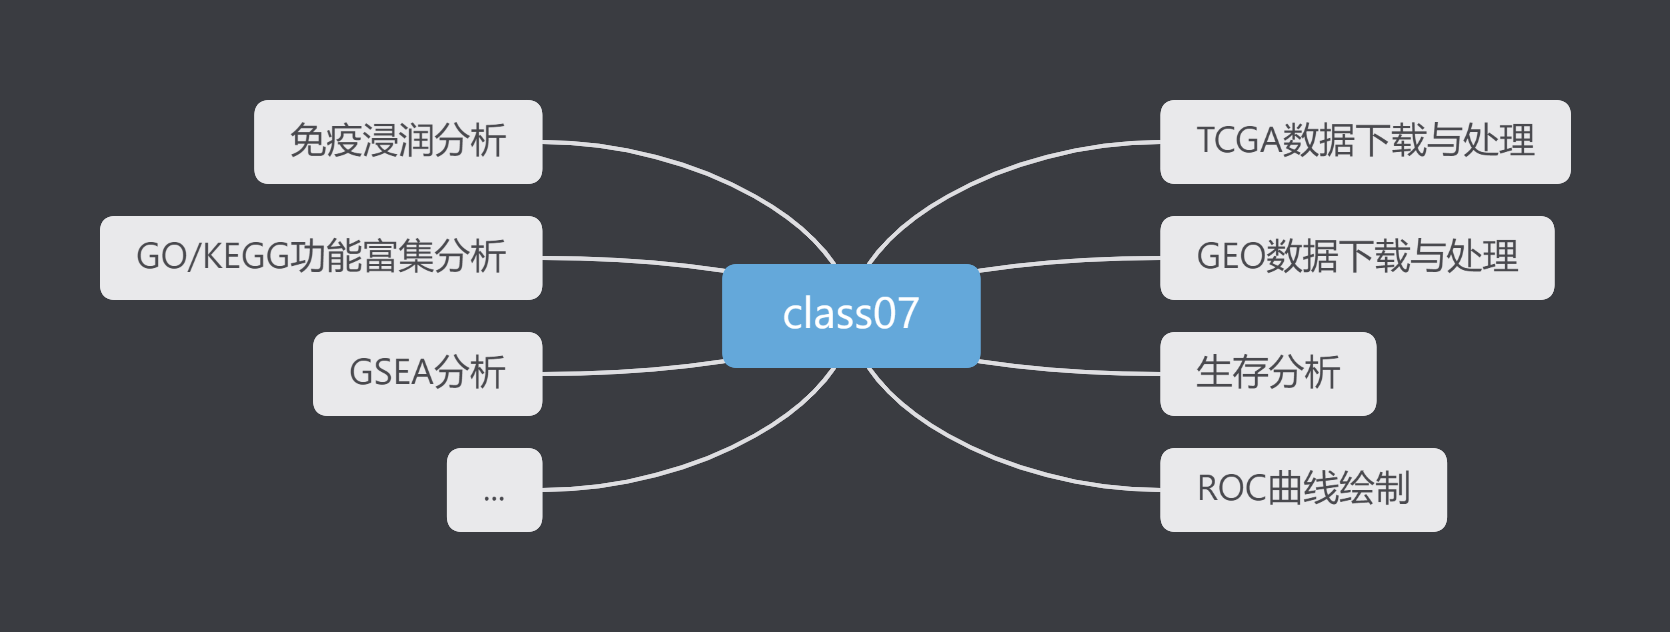 class07
TCGA数据下载与处理
GEO数据下载与处理
生存分析
ROC曲线绘制
免疫浸润分析
GO/KEGG功能富集分析
GSEA分析
...